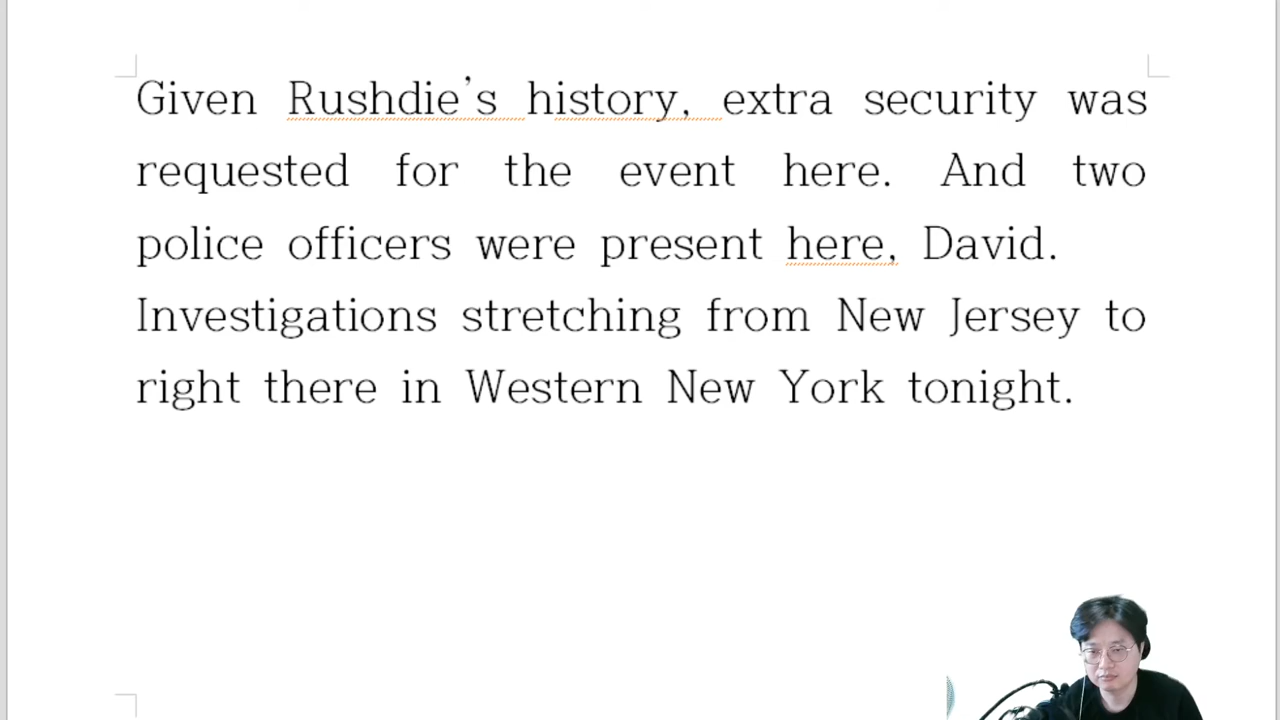 Given Rushdie's history, extra security was
requested for the event here. And two
police officers were present here, David.
Investigations stretching from New Jersey to
right there in Western New York tonight.